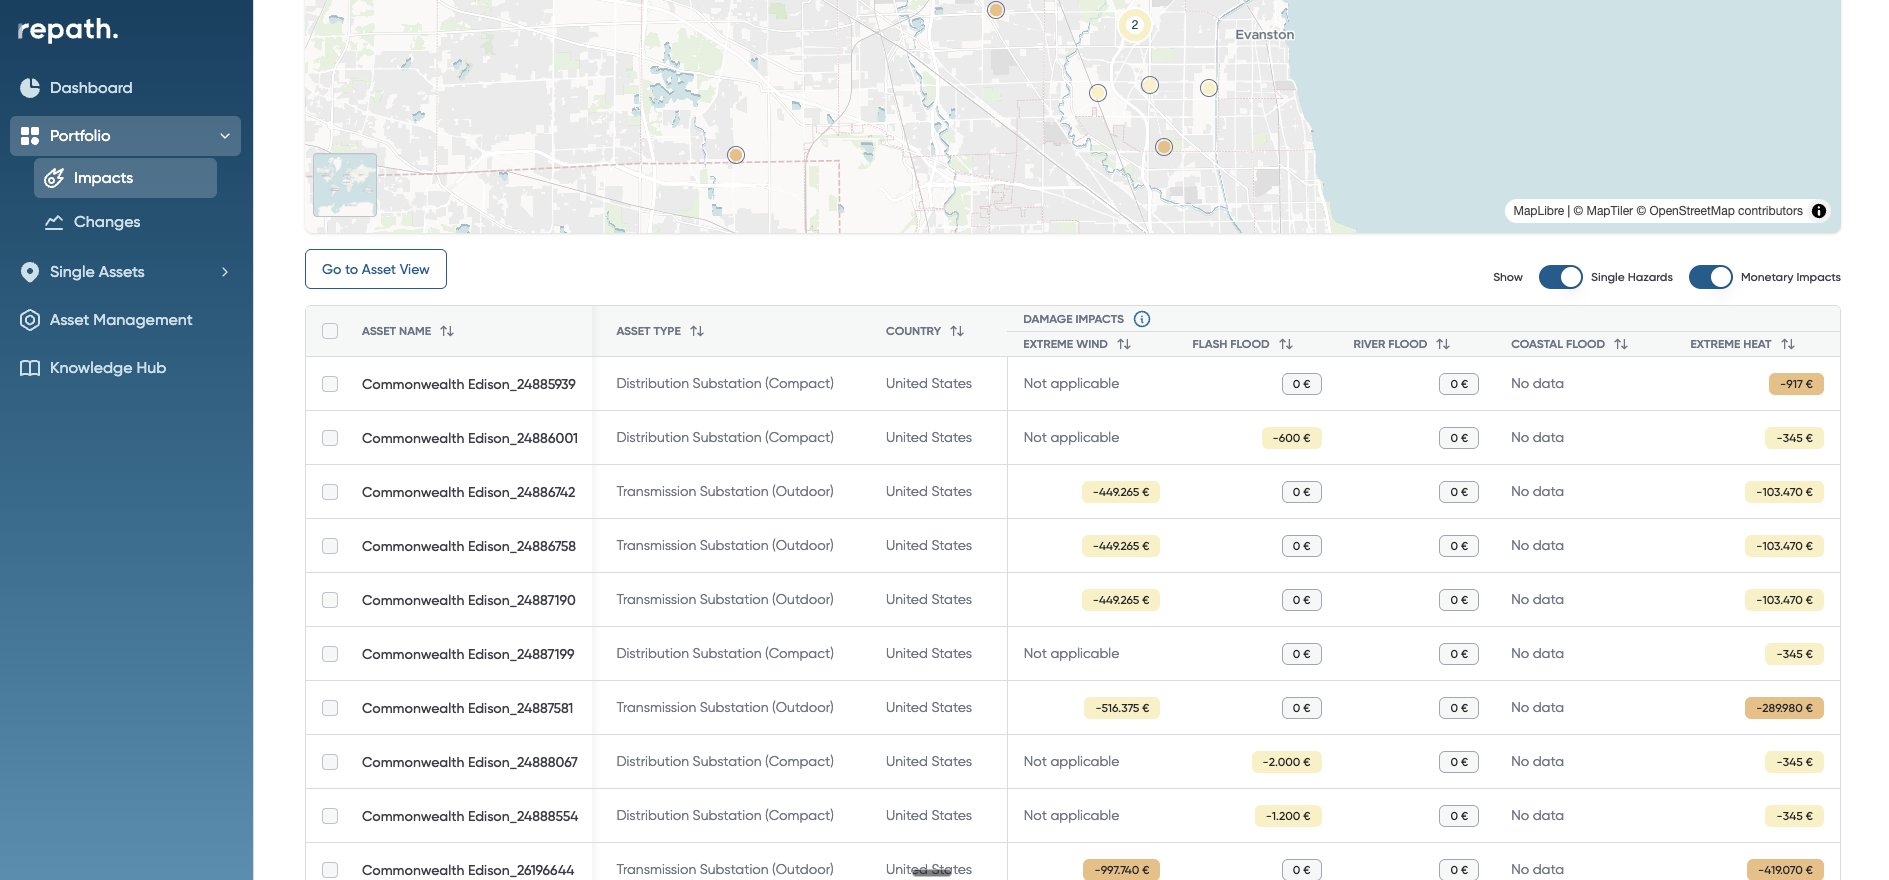 repath.
Dashboard
Portfolio
Impacts
Changes
Single Assets
Asset Management
Knowledge Hub
2
Evanston
MapLibre | © MapTiler © OpenStreetMap contributors
Go to Asset View
Show Single Hazards Monetary Impacts
ASSET NAME ASSET TYPE COUNTRY DAMAGE IMPACTS
EXTREME WIND FLASH FLOOD RIVER FLOOD COASTAL FLOOD EXTREME HEAT
Commonwealth Edison_24885939 Distribution Substation (Compact) United States Not applicable 0 € 0 € No data -917 €
Commonwealth Edison_24886001 Distribution Substation (Compact) United States Not applicable -600 € 0 € No data -345 €
Commonwealth Edison_24886742 Transmission Substation (Outdoor) United States -449.265 € 0 € 0 € No data -103.470 €
Commonwealth Edison_24886758 Transmission Substation (Outdoor) United States -449.265 € 0 € 0 € No data -103.470 €
Commonwealth Edison_24887190 Transmission Substation (Outdoor) United States -449.265 € 0 € 0 € No data -103.470 €
Commonwealth Edison_24887199 Distribution Substation (Compact) United States Not applicable 0 € 0 € No data -345 €
Commonwealth Edison_24887581 Transmission Substation (Outdoor) United States -516.375 € 0 € 0 € No data -289.980 €
Commonwealth Edison_24888067 Distribution Substation (Compact) United States Not applicable -2.000 € 0 € No data -345 €
Commonwealth Edison_24888554 Distribution Substation (Compact) United States Not applicable -1.200 € 0 € No data -345 €
Commonwealth Edison_26196644 Transmission Substation (Outdoor) United States -997.740 € 0 € 0 € No data -419.070 €